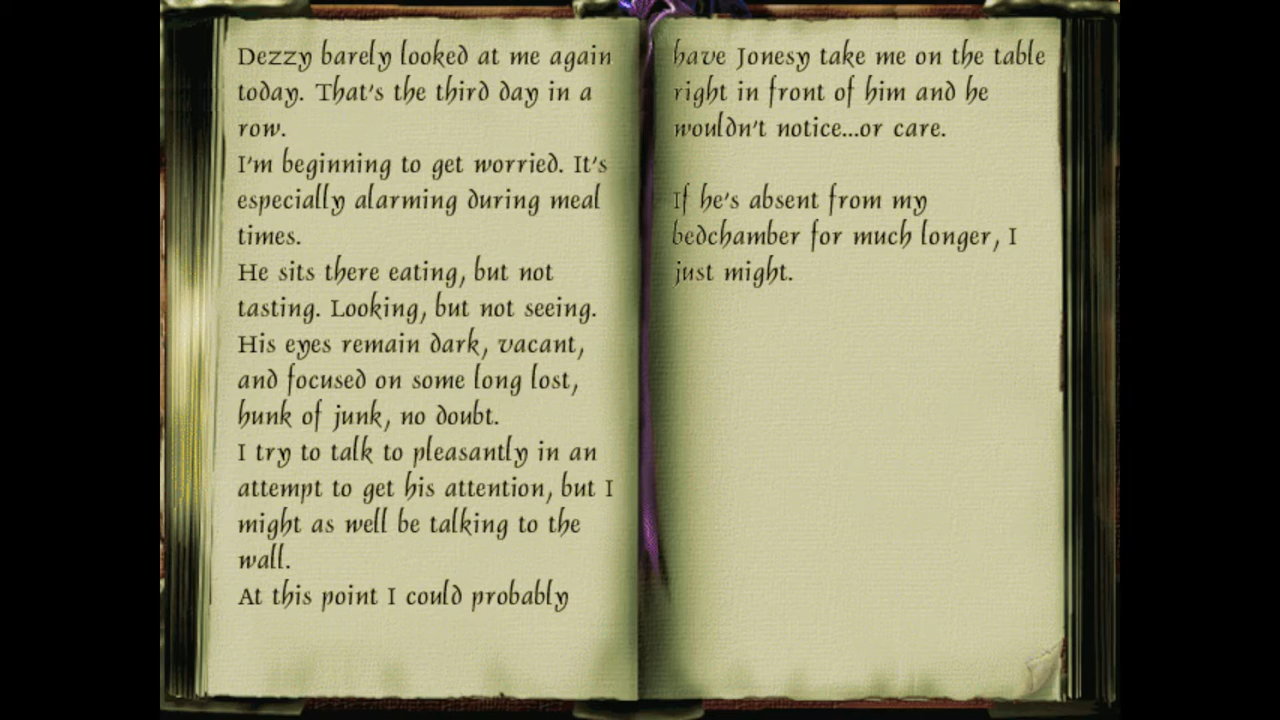 Dezzy barely looked at me again
today. That's the third day in a
row.
I'm beginning to get worried. It's
especially alarming during meal
times.
He sits there eating, but not
tasting. Looking, but not seeing.
His eyes remain dark, vacant,
and focused on some long lost,
hunk of junk, no doubt.
I try to talk to pleasantly in an
attempt to get his attention, but I
might as well be talking to the
wall.
At this point I could probably
have Jonesy take me on the table
right in front of him and he
wouldn't notice...or care.
If he's absent from my
bedchamber for much longer, I
just might.